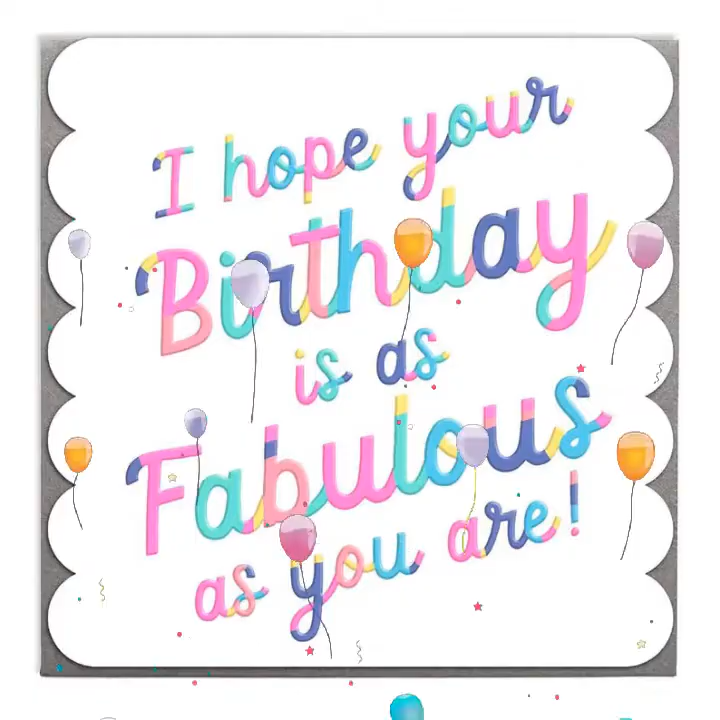 I hope your
Birthday
is as
Fabulous
as you are!